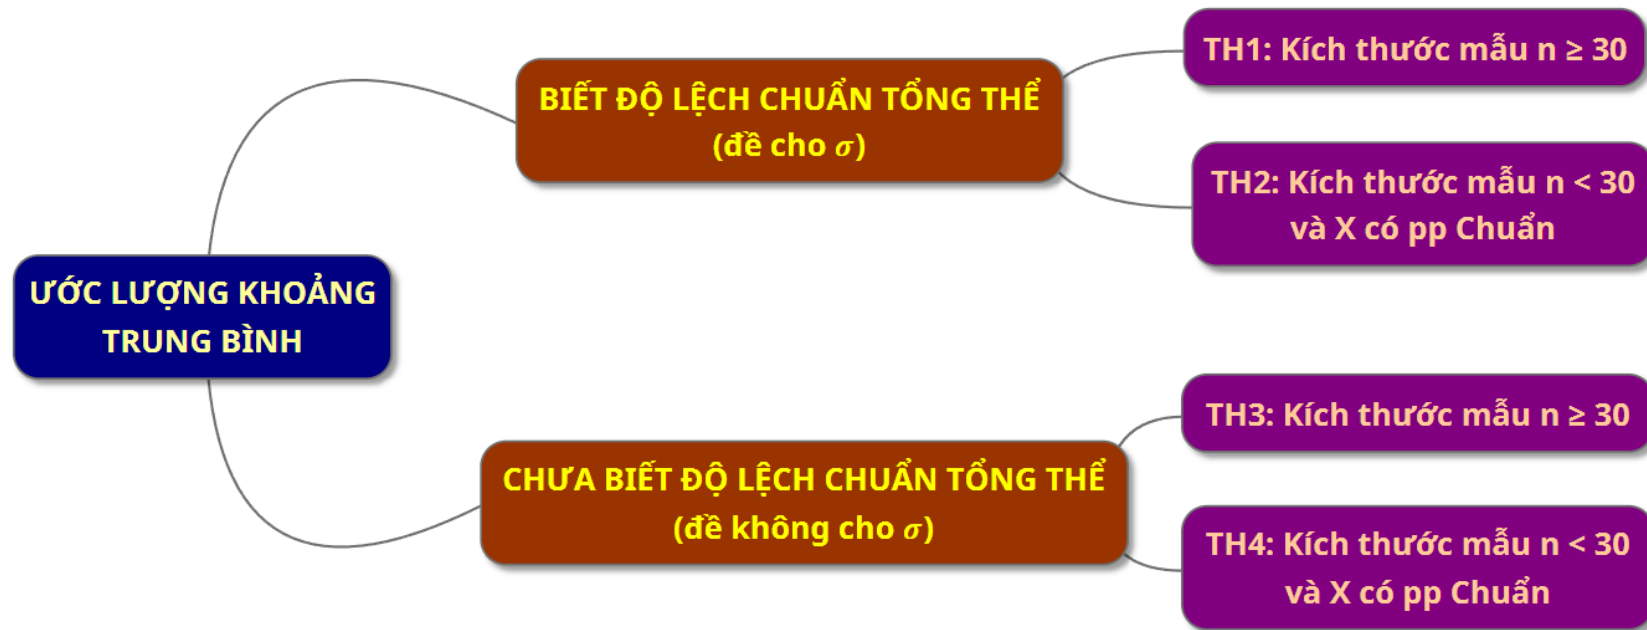 ƯỚC LƯỢNG KHOẢNG
TRUNG BÌNH
BIẾT ĐỘ LỆCH CHUẨN TỔNG THỂ
(đề cho σ)
TH1: Kích thước mẫu n ≥ 30
TH2: Kích thước mẫu n < 30
và X có pp Chuẩn
CHƯA BIẾT ĐỘ LỆCH CHUẨN TỔNG THỂ
(đề không cho σ)
TH3: Kích thước mẫu n ≥ 30
TH4: Kích thước mẫu n < 30
và X có pp Chuẩn